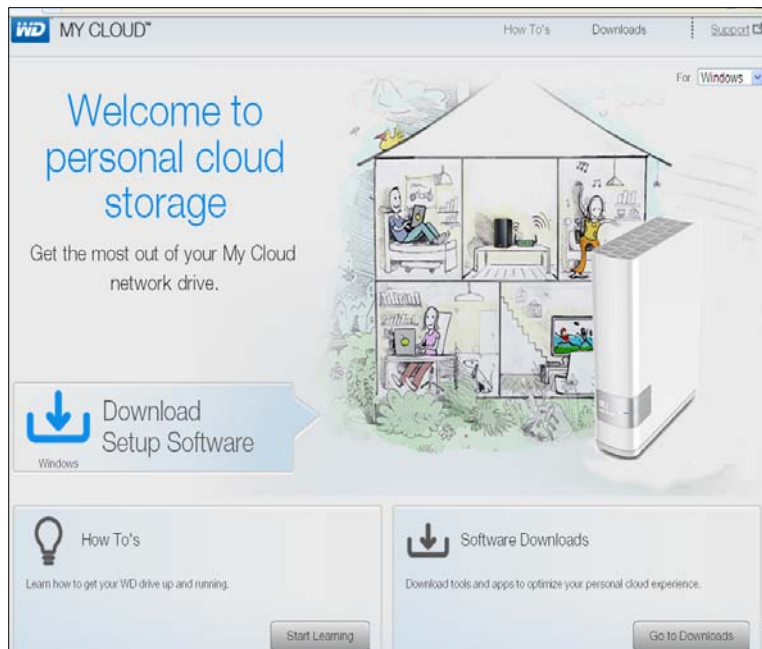 WD MY CLOUD™
How To's Downloads Support
For Windows
Welcome to
personal cloud
storage
Get the most out of your My Cloud
network drive.
Download
Setup Software
Windows
How To's
Learn how to get your WD drive up and running.
Start Learning
Software Downloads
Download tools and apps to optimize your personal cloud experience.
Go to Downloads